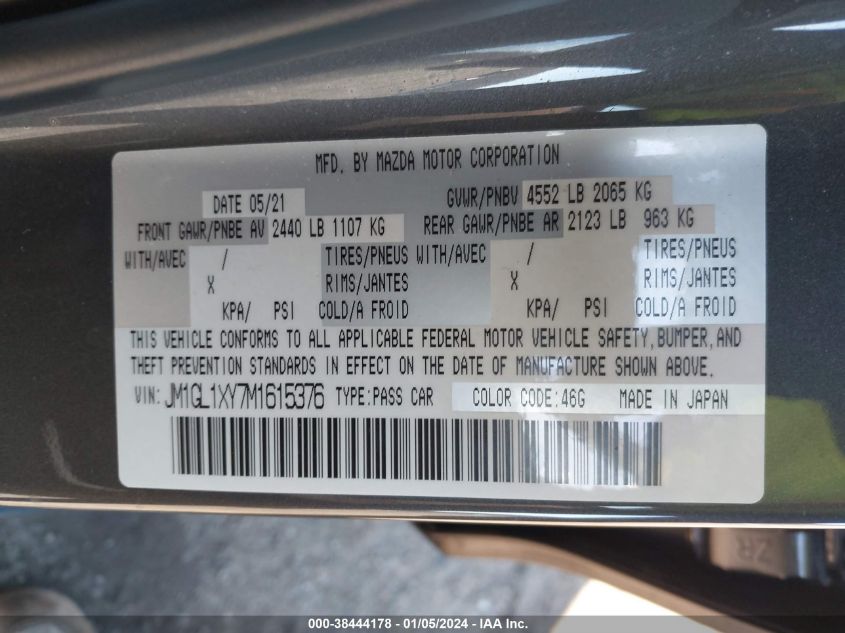 MFD. BY MAZDA MOTOR CORPORATION
DATE 05/21 GVWR/PNBV 4552 LB 2065 KG
FRONT GAWR/PNBE AV 2440 LB 1107 KG REAR GAWR/PNBE AR 2123 LB 963 KG
WITH/AVEC / TIRES/PNEUS WITH/AVEC / TIRES/PNEUS
X RIMS/JANTES X RIMS/JANTES
KPA/ PSI COLD/A FROID KPA/ PSI COLD/A FROID
THIS VEHICLE CONFORMS TO ALL APPLICABLE FEDERAL MOTOR VEHICLE SAFETY, BUMPER, AND
THEFT PREVENTION STANDARDS IN EFFECT ON THE DATE OF MANUFACTURE SHOWN ABOVE.
VIN: JM1GL1XY7M1615376 TYPE:PASS CAR COLOR CODE:46G MADE IN JAPAN
ZR
000-38444178 - 01/05/2024 - IAA Inc.